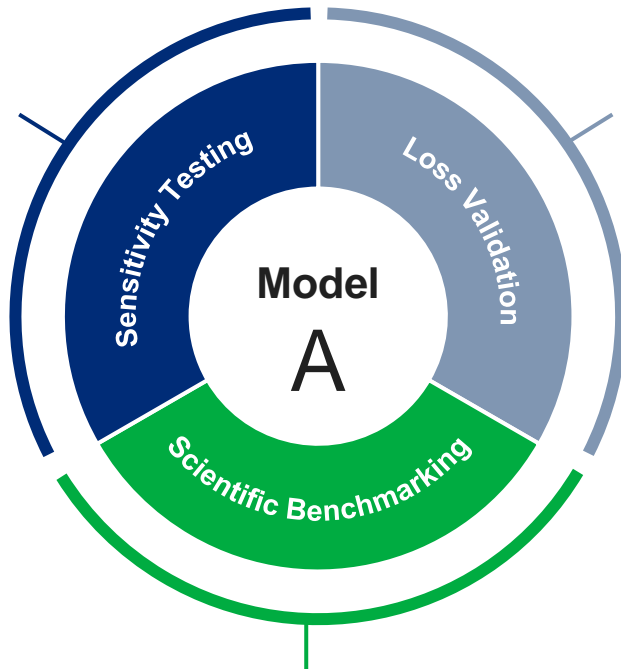 Sensitivity Testing
Loss Validation
Model
A
Scientific Benchmarking